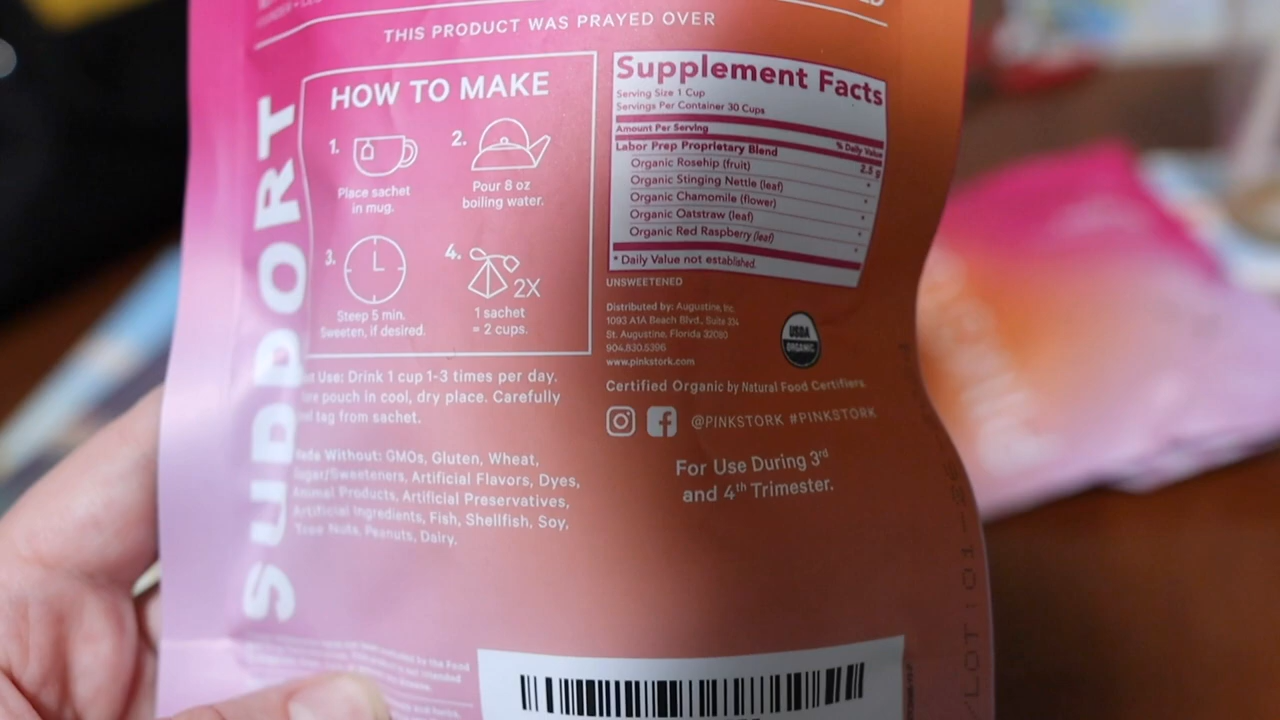 THIS PRODUCT WAS PRAYED OVER
SUPPORT
HOW TO MAKE
1.
Place sachet
in mug.
2.
Pour 8 oz
boiling water.
3.
Steep 5 min.
Sweeten, if desired.
4.
2X
1 sachet
= 2 cups.
Use: Drink 1 cup 1-3 times per day.
pouch in cool, dry place. Carefully
tag from sachet.
Made Without: GMOs, Gluten, Wheat,
Sugar/Sweeteners, Artificial Flavors, Dyes,
Animal Products, Artificial Preservatives,
Artificial Ingredients, Fish, Shellfish, Soy,
Tree Nuts, Peanuts, Dairy.
Supplement Facts
Serving Size 1 Cup
Servings Per Container 30 Cups
Amount Per Serving
% Daily Value
Labor Prep Proprietary Blend 2.5 g
Organic Rosehip (fruit) *
Organic Stinging Nettle (leaf) *
Organic Chamomile (flower) *
Organic Oatstraw (leaf) *
Organic Red Raspberry (leaf) *
* Daily Value not established.
UNSWEETENED
Distributed by: Augustine, Inc.
1093 A1A Beach Blvd., Suite 334
St. Augustine, Florida 32080
904.830.5396
www.pinkstork.com
USDA
ORGANIC
Certified Organic by Natural Food Certifiers.
@PINKSTORK #PINKSTORK
For Use During 3rd
and 4th Trimester.
by the Food
LOT:01-26